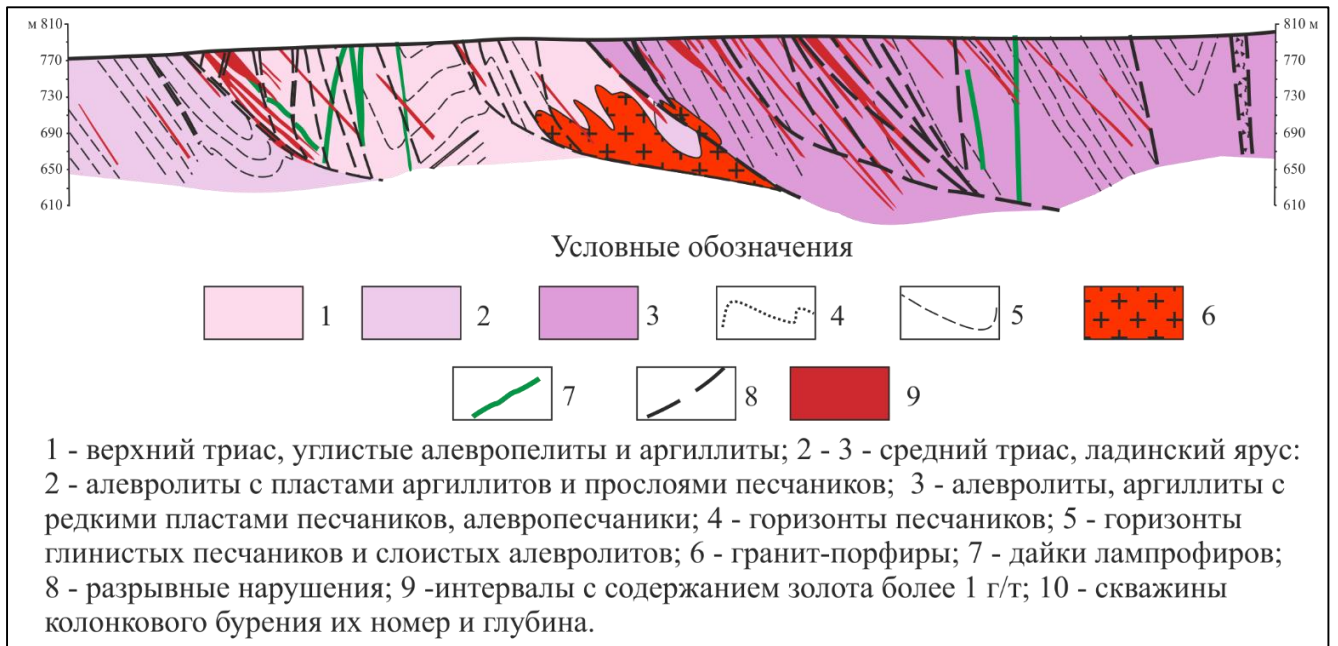 м 810
770
730
690
650
610
810 м
770
730
690
650
610
Условные обозначения
1
2
3
4
5
6
7
8
9
1 - верхний триас, углистые алевропелиты и аргиллиты; 2 - 3 - средний триас, ладинский ярус:
2 - алевролиты с пластами аргиллитов и прослоями песчаников; 3 - алевролиты, аргиллиты с
редкими пластами песчаников, алевропесчаники; 4 - горизонты песчаников; 5 - горизонты
глинистых песчаников и слоистых алевролитов; 6 - гранит-порфиры; 7 - дайки лампрофиров;
8 - разрывные нарушения; 9 -интервалы с содержанием золота более 1 г/т; 10 - скважины
колонкового бурения их номер и глубина.